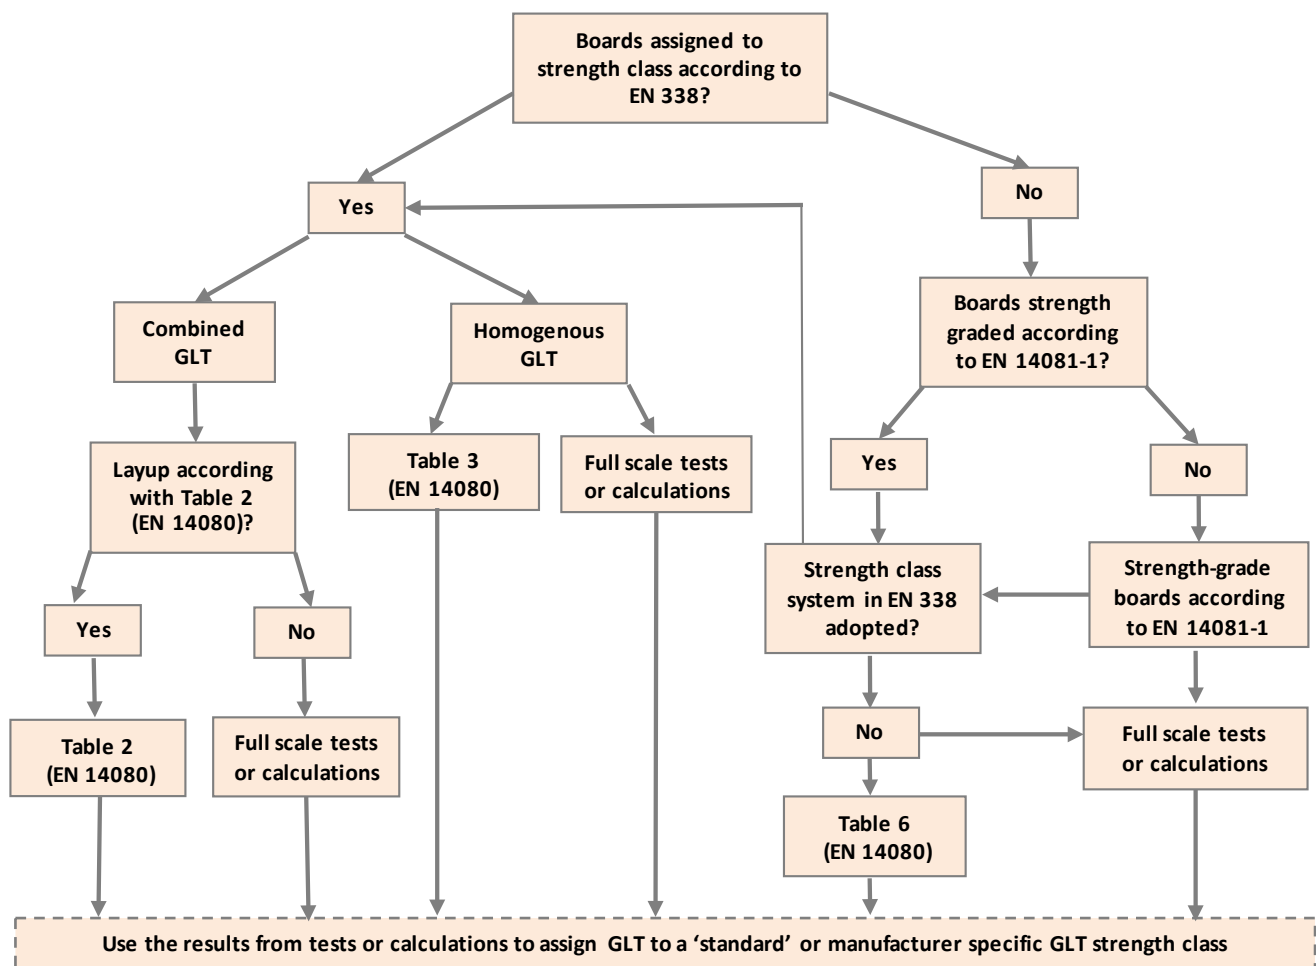 Boards assigned to
strength class according to
EN 338?
Yes
No
Combined
GLT
Homogenous
GLT
Boards strength
graded according
to EN 14081-1?
Layup according
with Table 2
(EN 14080)?
Table 3
(EN 14080)
Full scale tests
or calculations
Yes
No
Strength class
system in EN 338
adopted?
Strength-grade
boards according
to EN 14081-1
Yes
No
Table 2
(EN 14080)
Full scale tests
or calculations
No
Full scale tests
or calculations
Table 6
(EN 14080)
Use the results from tests or calculations to assign GLT to a ‘standard’ or manufacturer specific GLT strength class